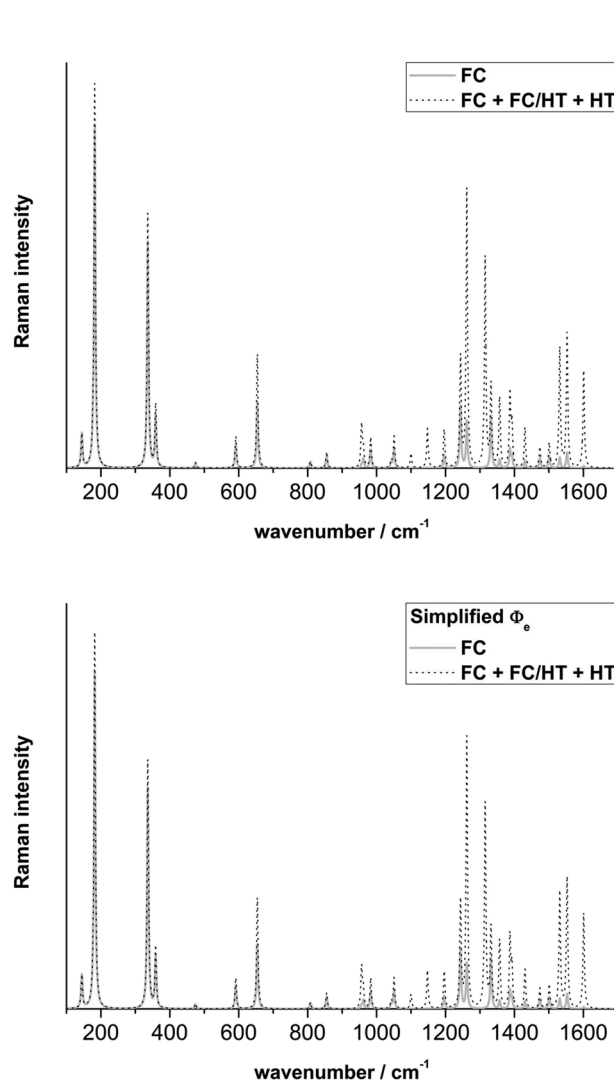 FC
FC + FC/HT + HT
Raman intensity
200 400 600 800 1000 1200 1400 1600
wavenumber / cm⁻¹
Simplified Φₑ
FC
FC + FC/HT + HT
Raman intensity
200 400 600 800 1000 1200 1400 1600
wavenumber / cm⁻¹